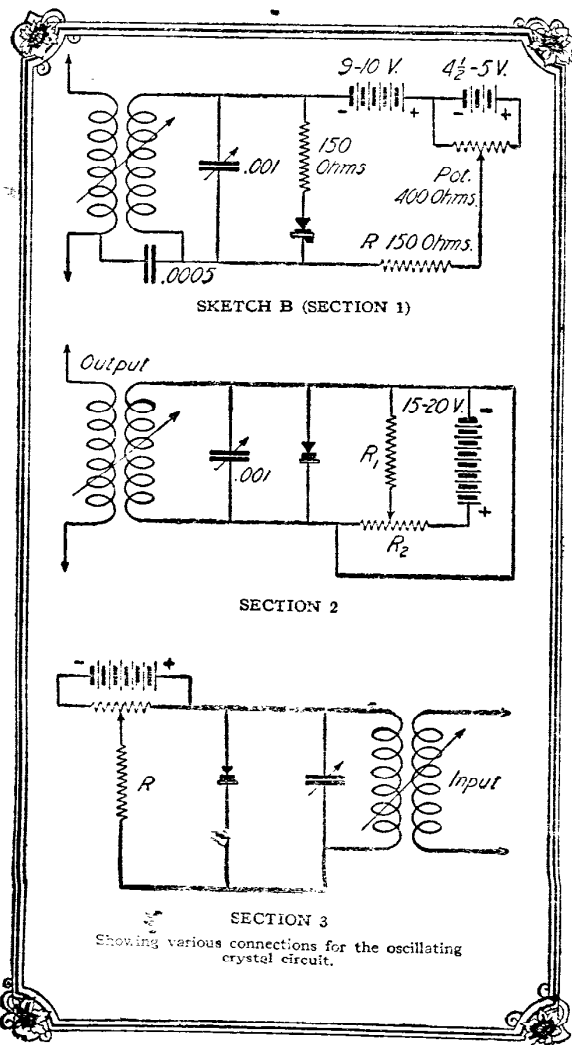 9-10 V.
4½-5 V.
- +
- +
.001
150
Ohms
Pot.
400 Ohms.
R 150 Ohms.
.0005
SKETCH B (SECTION 1)
Output
15-20 V.
-
.001
R₁
+
R₂
SECTION 2
- +
R
Input
SECTION 3
Showing various connections for the oscillating
crystal circuit.